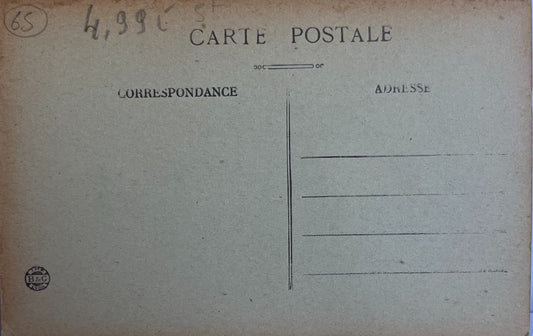 65
4,99€
CARTE POSTALE
CORRESPONDANCE
ADRESSE
B&G